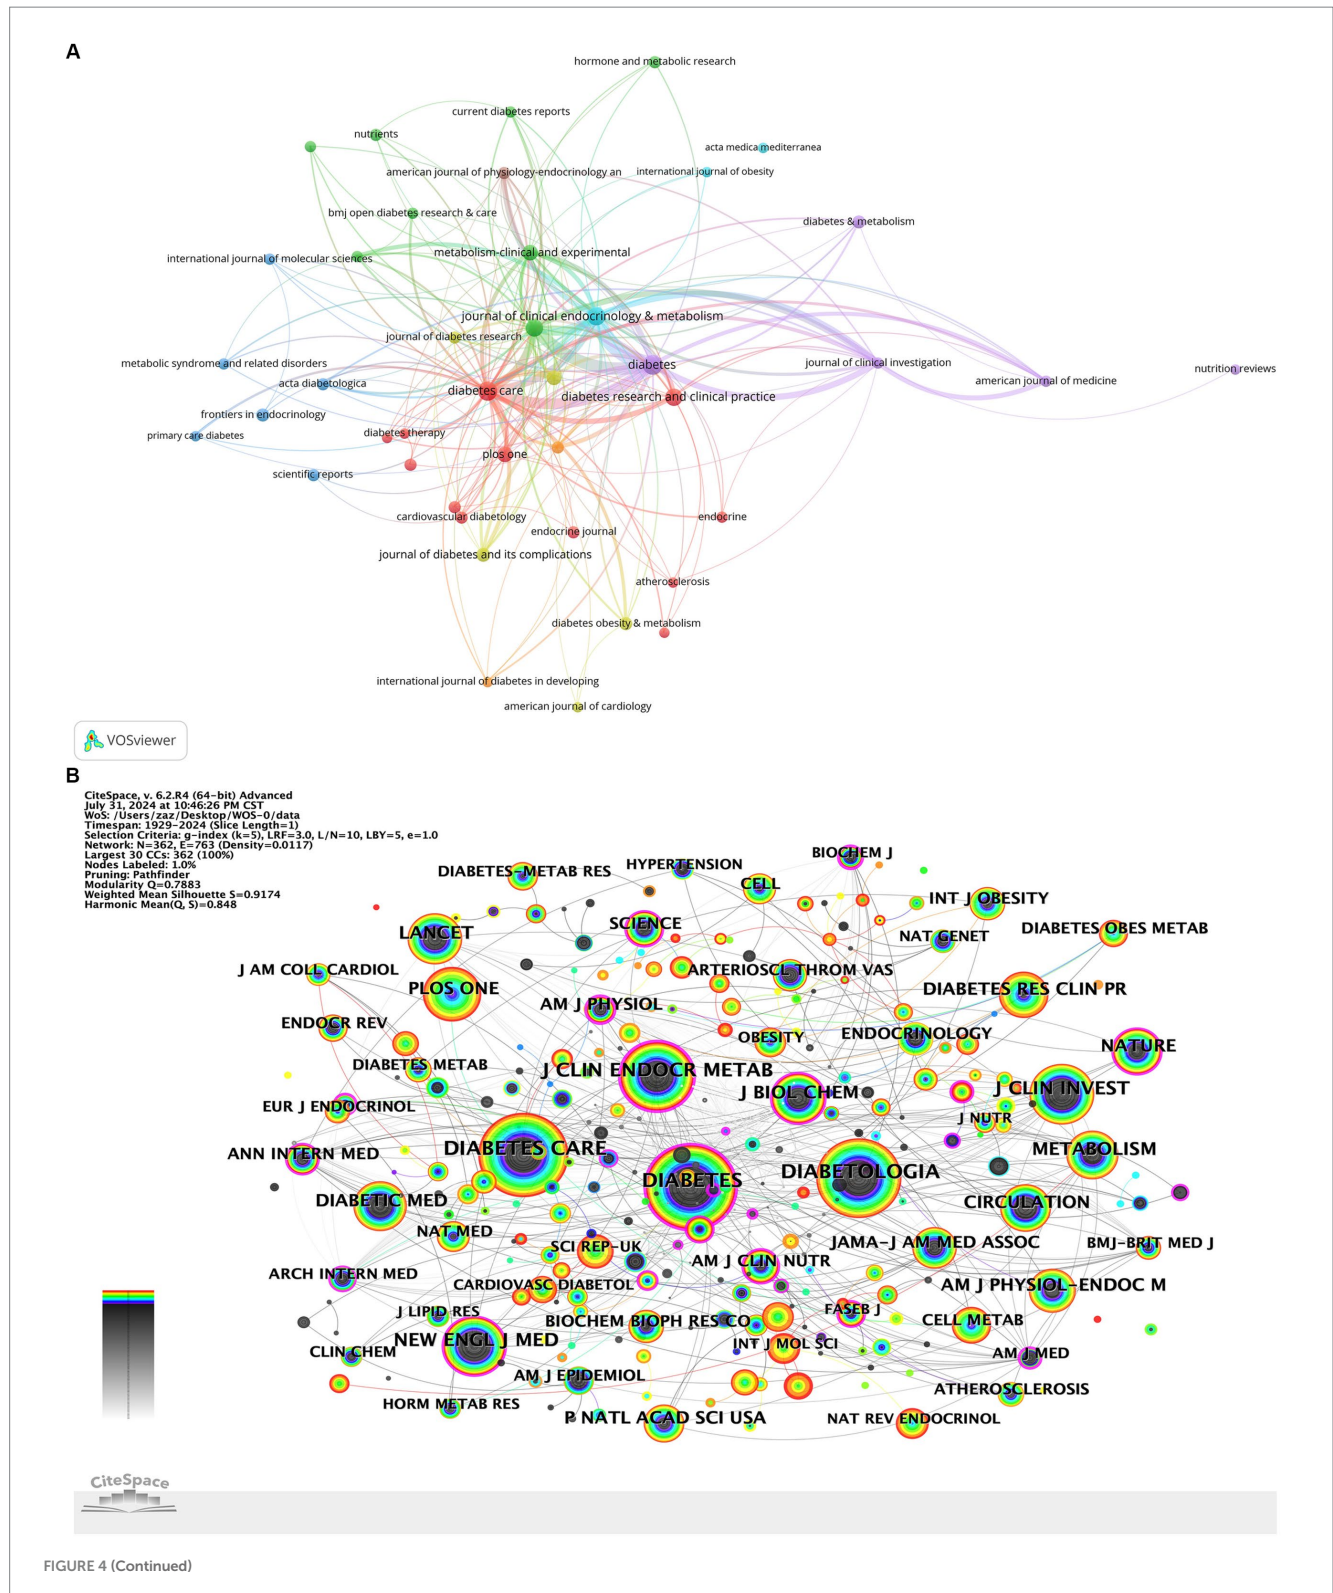 A
hormone and metabolic research
current diabetes reports
nutrients
acta medica mediterranea
american journal of physiology-endocrinology an
international journal of obesity
bmj open diabetes research & care
diabetes & metabolism
metabolism-clinical and experimental
international journal of molecular sciences
journal of clinical endocrinology & metabolism
journal of diabetes research
metabolic syndrome and related disorders
diabetes
journal of clinical investigation
nutrition reviews
acta diabetologica
american journal of medicine
diabetes care
diabetes research and clinical practice
frontiers in endocrinology
primary care diabetes
diabetes therapy
plos one
scientific reports
cardiovascular diabetology
endocrine
endocrine journal
journal of diabetes and its complications
atherosclerosis
diabetes obesity & metabolism
international journal of diabetes in developing
american journal of cardiology
VOSviewer
B
CiteSpace, v. 6.2.R4 (64-bit) Advanced
July 31, 2024 at 10:46:26 PM CST
WoS: /Users/zaz/Desktop/WOS-0/data
Timespan: 1929-2024 (Slice Length=1)
Selection Criteria: g-index (k=5), LRF=3.0, L/N=10, LBY=5, e=1.0
Network: N=362, E=763 (Density=0.0117)
Largest 30 CCs: 362 (100%)
Nodes Labeled: 1.0%
Pruning: Pathfinder
Modularity Q=0.7883
Weighted Mean Silhouette S=0.9174
Harmonic Mean(Q, S)=0.848
BIOCHEM J
HYPERTENSION
DIABETES-METAB RES
CELL
INT J OBESITY
SCIENCE
LANCET
DIABETES OBES METAB
NAT GENET
J AM COLL CARDIOL
ARTERIOSCL THROM VAS
PLOS ONE
DIABETES RES CLIN PR
AM J PHYSIOL
ENDOCR REV
OBESITY
ENDOCRINOLOGY
NATURE
DIABETES METAB
J CLIN ENDOCR METAB
J BIOL CHEM
J CLIN INVEST
EUR J ENDOCRINOL
J NUTR
ANN INTERN MED
DIABETES CARE
METABOLISM
DIABETES
DIABETOLOGIA
DIABETIC MED
CIRCULATION
NAT MED
SCI REP-UK
JAMA-J AM MED ASSOC
BMJ-BRIT MED J
AM J CLIN NUTR
ARCH INTERN MED
CARDIOVASC DIABETOL
AM J PHYSIOL-ENDOC M
J LIPID RES
FASEB J
BIOCHEM BIOPH RES CO
CELL METAB
NEW ENGL J MED
INT J MOL SCI
CLIN CHEM
AM J MED
AM J EPIDEMIOL
ATHEROSCLEROSIS
HORM METAB RES
P NATL ACAD SCI USA
NAT REV ENDOCRINOL
CiteSpace
FIGURE 4 (Continued)